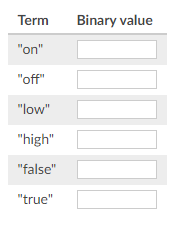 Term Binary value
"on"
"off"
"low"
"high"
"false"
"true"